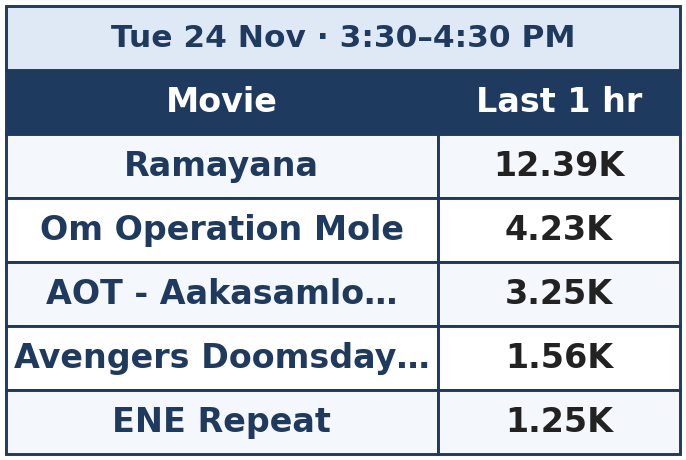 Tue 24 Nov · 3:30–4:30 PM
Movie Last 1 hr
Ramayana 12.39K
Om Operation Mole 4.23K
AOT - Aakasamlo... 3.25K
Avengers Doomsday... 1.56K
ENE Repeat 1.25K